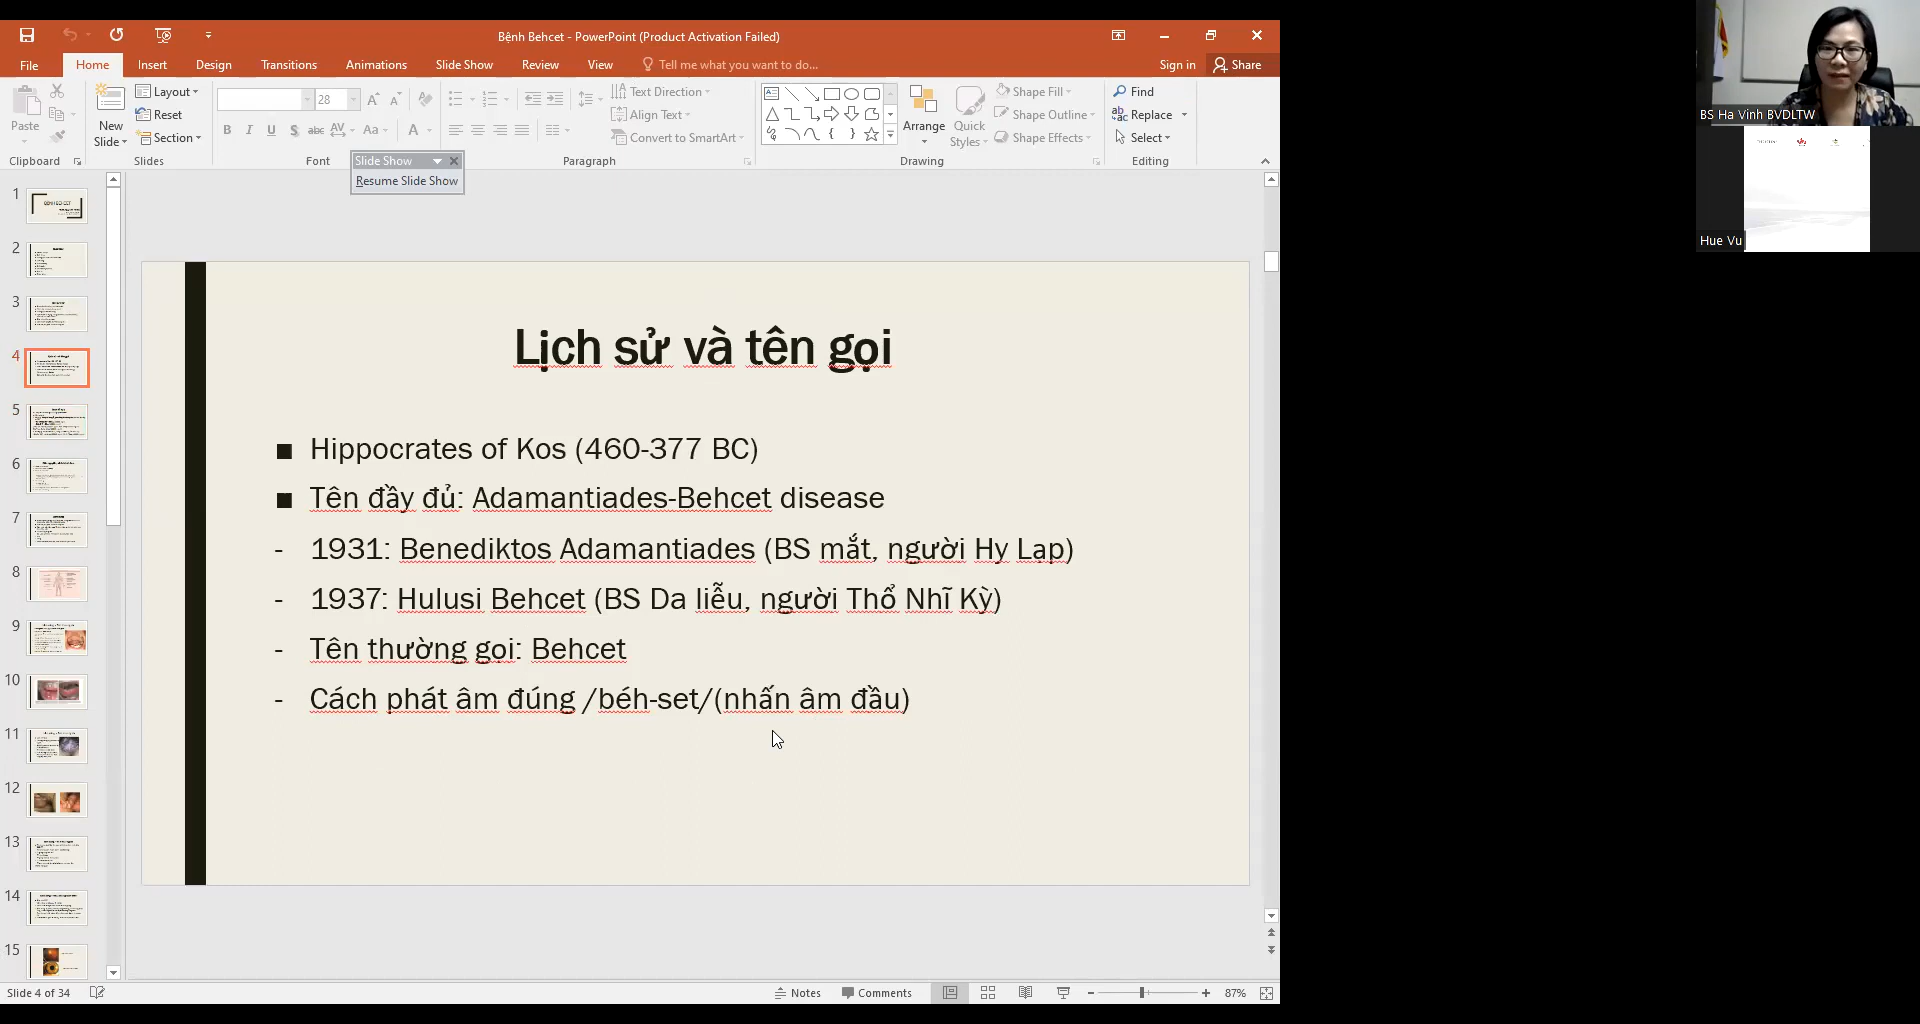 Bệnh Behcet - PowerPoint (Product Activation Failed)
File Home Insert Design Transitions Animations Slide Show Review View Tell me what you want to do... Sign in Share
Paste
Clipboard
New Slide
Layout
Reset
Section
Slides
28
B I U S abc AV Aa A
Font
Slide Show
Resume Slide Show
Text Direction
Align Text
Convert to SmartArt
Paragraph
Arrange
Quick Styles
Shape Fill
Shape Outline
Shape Effects
Drawing
Find
Replace
Select
Editing
BS Ha Vinh BVDLTW
Hue Vu
1
BỆNH BEHCET
2
3
4
5
6
7
8
9
10
11
12
13
14
15
Lịch sử và tên gọi
■ Hippocrates of Kos (460-377 BC)
■ Tên đầy đủ: Adamantiades-Behcet disease
- 1931: Benediktos Adamantiades (BS mắt, người Hy Lạp)
- 1937: Hulusi Behcet (BS Da liễu, người Thổ Nhĩ Kỳ)
- Tên thường gọi: Behcet
- Cách phát âm đúng /béh-set/(nhấn âm đầu)
Slide 4 of 34 Notes Comments 87%